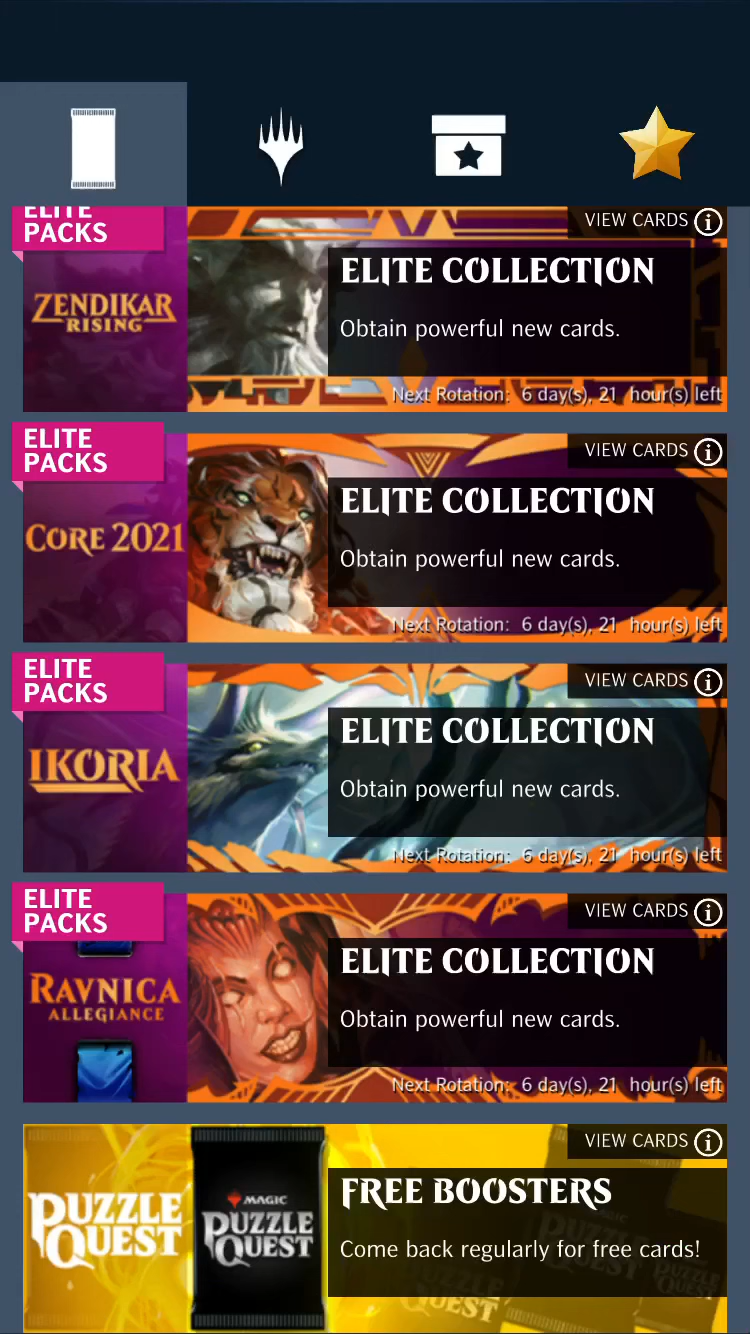 ELITE
PACKS
ZENDIKAR
RISING
VIEW CARDS
ELITE COLLECTION
Obtain powerful new cards.
Next Rotation: 6 day(s), 21 hour(s) left
ELITE
PACKS
CORE 2021
VIEW CARDS
ELITE COLLECTION
Obtain powerful new cards.
Next Rotation: 6 day(s), 21 hour(s) left
ELITE
PACKS
IKORIA
VIEW CARDS
ELITE COLLECTION
Obtain powerful new cards.
Next Rotation: 6 day(s), 21 hour(s) left
ELITE
PACKS
RAVNICA
ALLEGIANCE
VIEW CARDS
ELITE COLLECTION
Obtain powerful new cards.
Next Rotation: 6 day(s), 21 hour(s) left
PUZZLE
QUEST
MAGIC
PUZZLE
QUEST
VIEW CARDS
FREE BOOSTERS
Come back regularly for free cards!